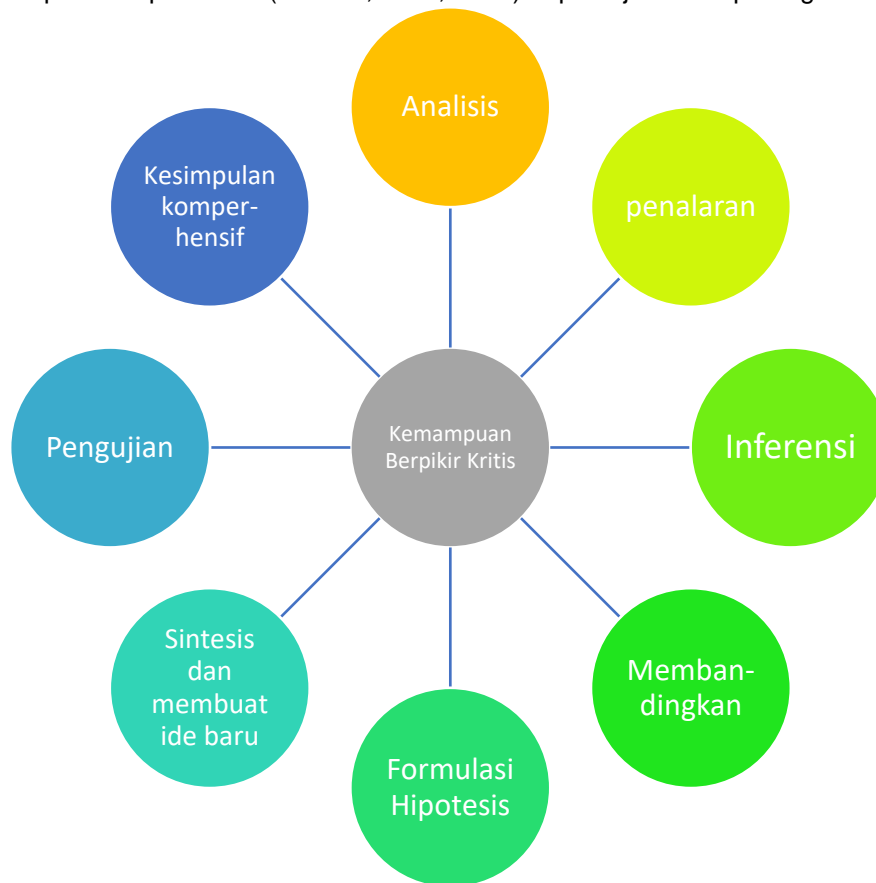 Analisis
penalaran
Inferensi
Memban-
dingkan
Formulasi
Hipotesis
Sintesis
dan
membuat
ide baru
Pengujian
Kesimpulan
komper-
hensif
Kemampuan
Berpikir Kritis